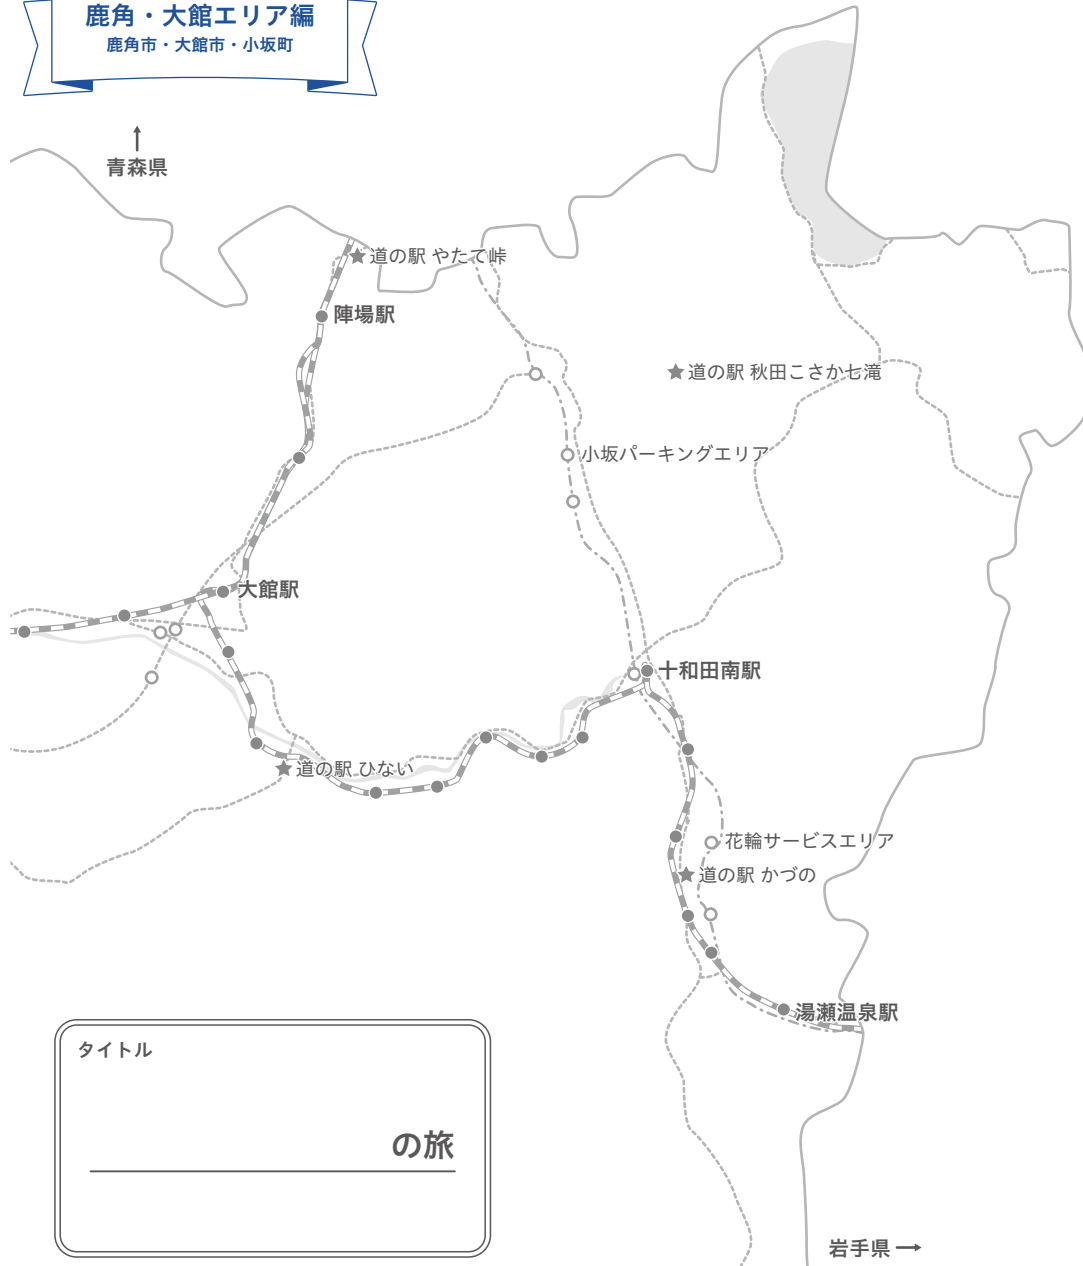 鹿角・大館エリア編
鹿角市・大館市・小坂町
青森県
道の駅 やたて峠
陣場駅
道の駅 秋田こさか七滝
小坂パーキングエリア
大館駅
十和田南駅
道の駅 ひない
花輪サービスエリア
道の駅 かづの
湯瀬温泉駅
タイトル
の旅
岩手県